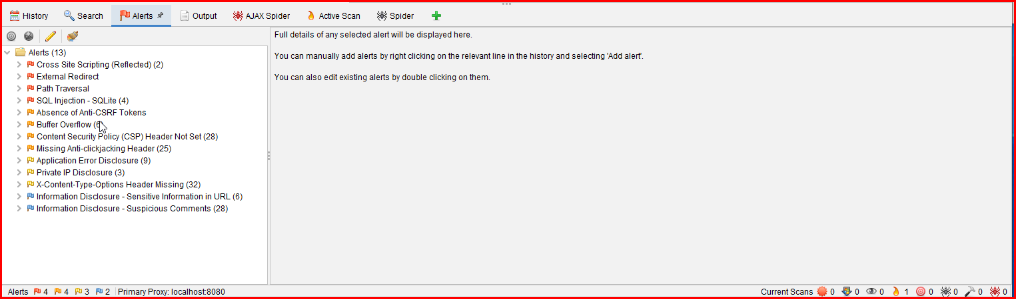 History Search Alerts Output AJAX Spider Active Scan Spider
Full details of any selected alert will be displayed here.
You can manually add alerts by right clicking on the relevant line in the history and selecting 'Add alert'.
You can also edit existing alerts by double clicking on them.
Alerts (13)
Cross Site Scripting (Reflected) (2)
External Redirect
Path Traversal
SQL Injection - SQLite (4)
Absence of Anti-CSRF Tokens
Buffer Overflow
Content Security Policy (CSP) Header Not Set (28)
Missing Anti-clickjacking Header (25)
Application Error Disclosure (9)
Private IP Disclosure (3)
X-Content-Type-Options Header Missing (32)
Information Disclosure - Sensitive Information in URL (6)
Information Disclosure - Suspicious Comments (28)
Alerts 4 4 3 2 Primary Proxy: localhost:8080 Current Scans 0 0 0 1 0 0 0 0